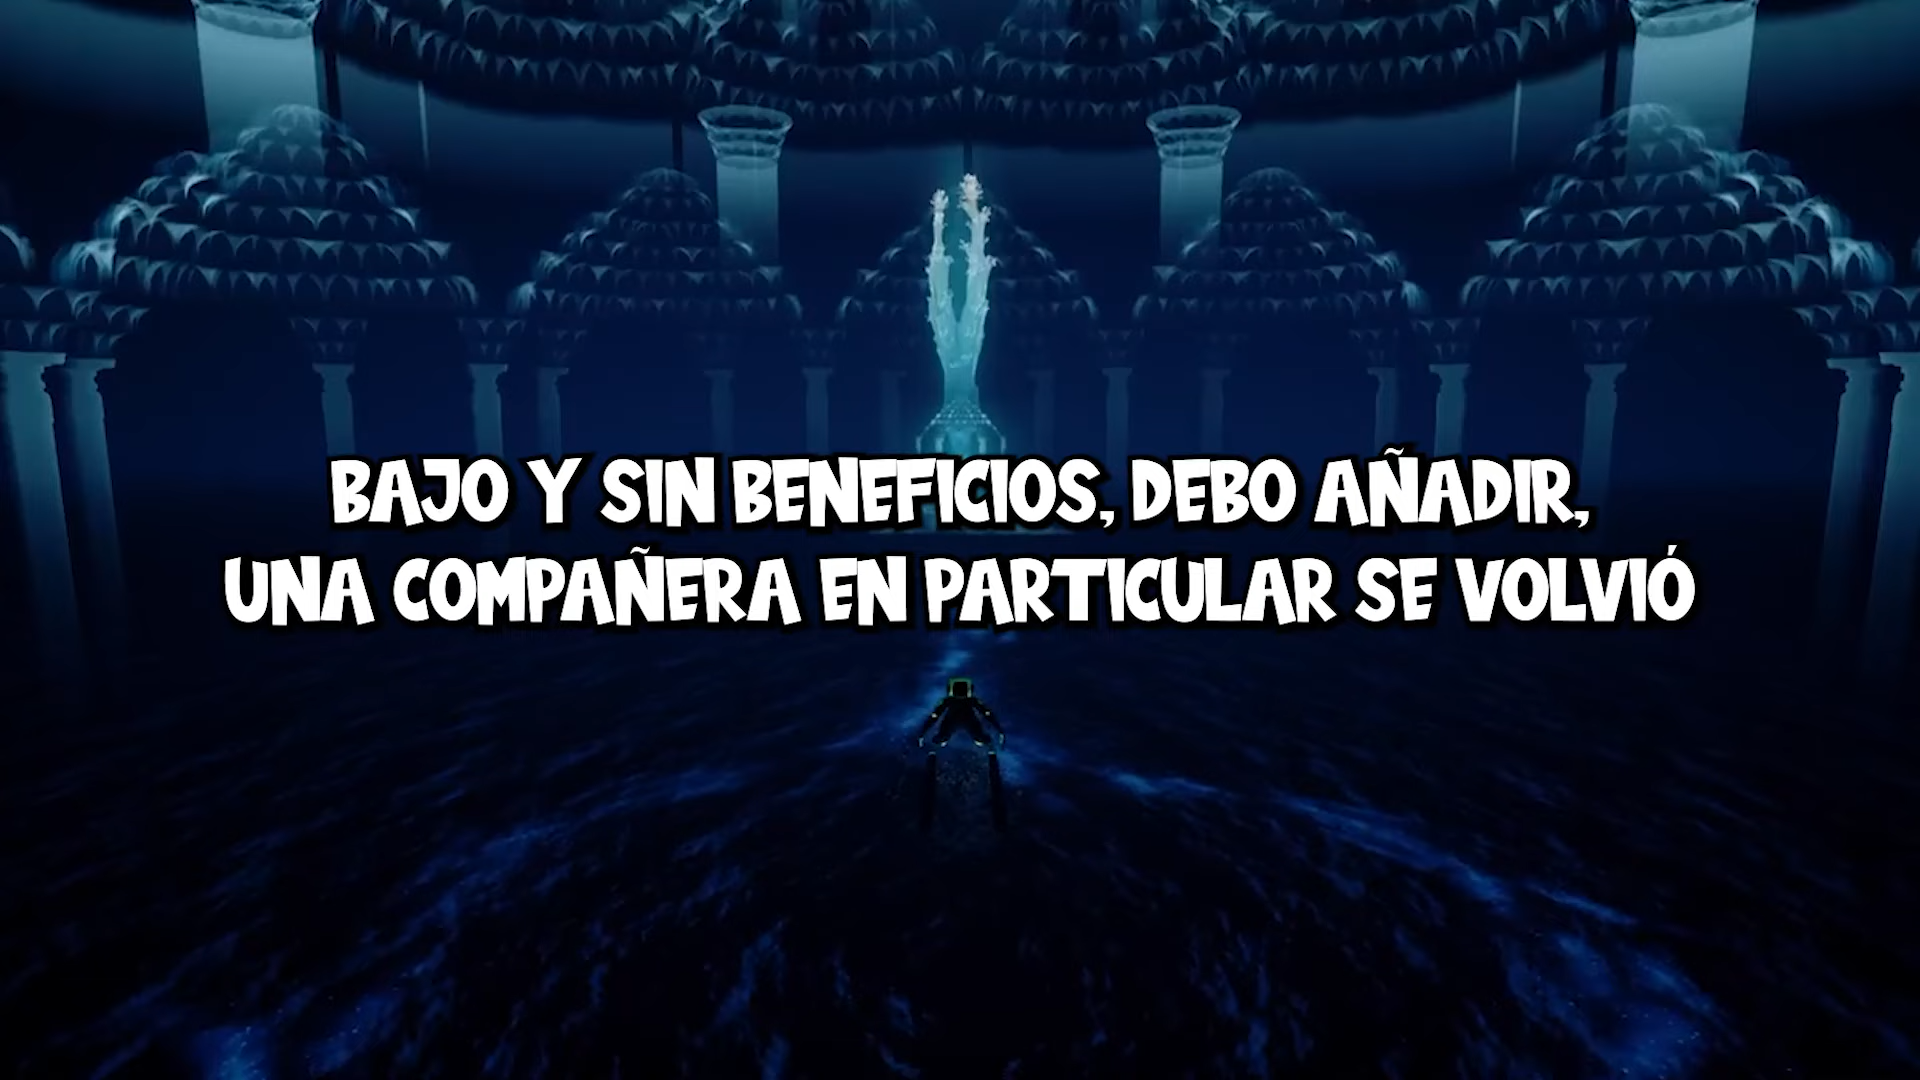 BAJO Y SIN BENEFICIOS, DEBO AÑADIR,
UNA COMPAÑERA EN PARTICULAR SE VOLVIÓ